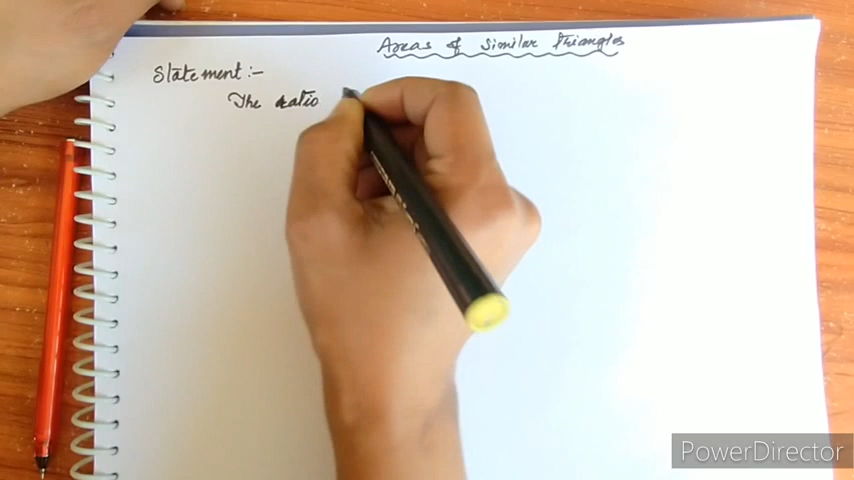 Areas of Similar triangles
Statement :-
The ratio
PowerDirector